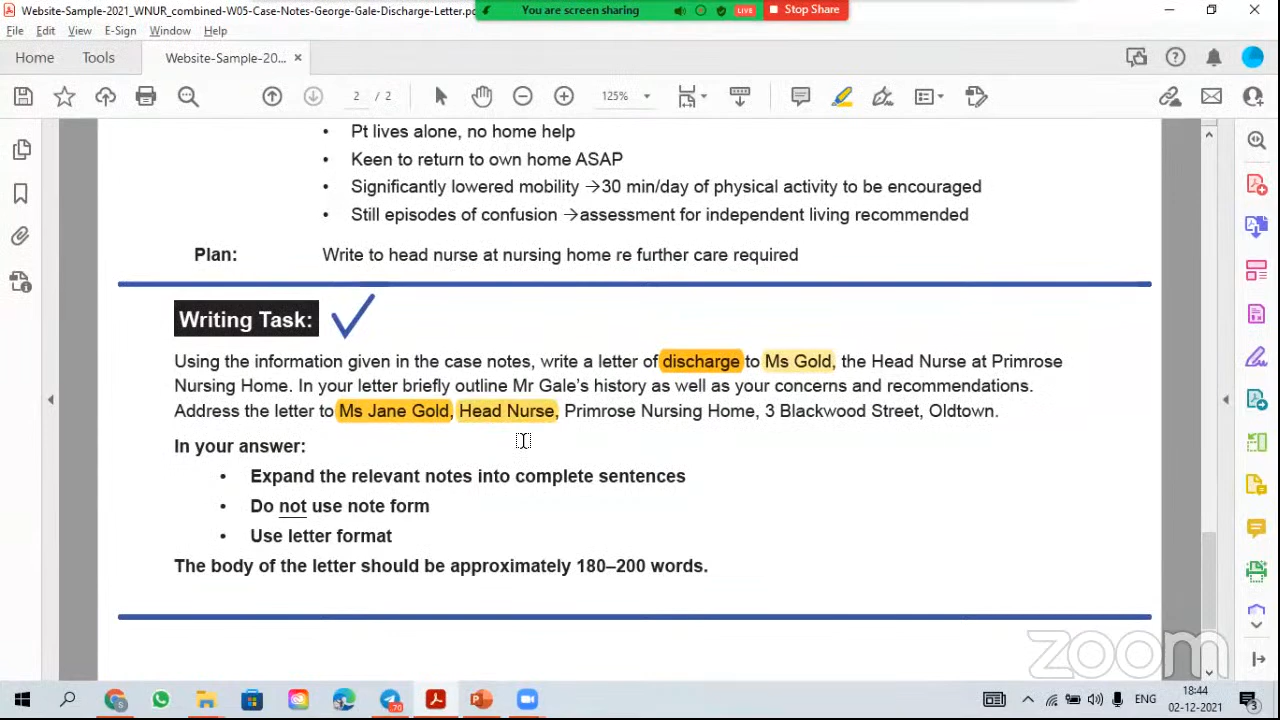 Website-Sample-2021_WNUR_combined-W05-Case-Notes-George-Gale-Discharge-Letter.pd
You are screen sharing
LIVE
Stop Share
File Edit View E-Sign Window Help
Home Tools Website-Sample-20...
2 / 2
125%
• Pt lives alone, no home help
• Keen to return to own home ASAP
• Significantly lowered mobility →30 min/day of physical activity to be encouraged
• Still episodes of confusion →assessment for independent living recommended
Plan: Write to head nurse at nursing home re further care required
Writing Task:
Using the information given in the case notes, write a letter of discharge to Ms Gold, the Head Nurse at Primrose
Nursing Home. In your letter briefly outline Mr Gale's history as well as your concerns and recommendations.
Address the letter to Ms Jane Gold, Head Nurse, Primrose Nursing Home, 3 Blackwood Street, Oldtown.
In your answer:
• Expand the relevant notes into complete sentences
• Do not use note form
• Use letter format
The body of the letter should be approximately 180–200 words.
zoom
76
ENG
18:44
02-12-2021
3